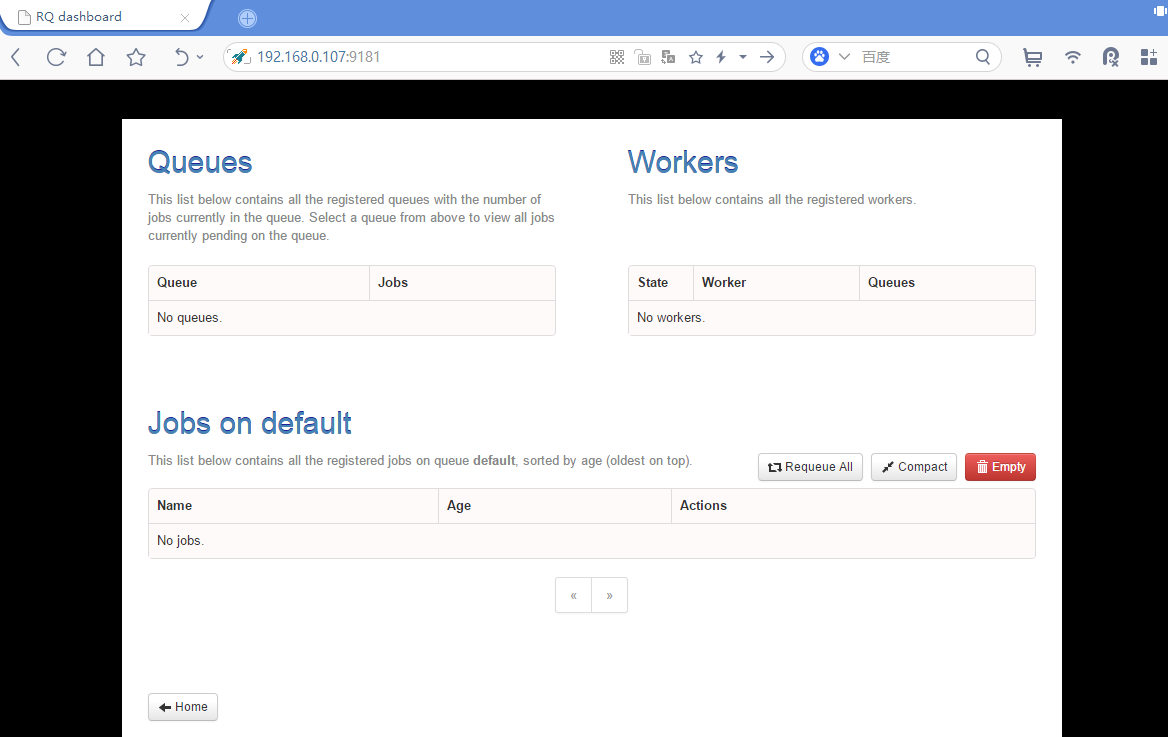 RQ dashboard
192.168.0.107:9181
百度
Queues
This list below contains all the registered queues with the number of
jobs currently in the queue. Select a queue from above to view all jobs
currently pending on the queue.
Queue Jobs
No queues.
Workers
This list below contains all the registered workers.
State Worker Queues
No workers.
Jobs on default
This list below contains all the registered jobs on queue default, sorted by age (oldest on top).
Requeue All Compact Empty
Name Age Actions
No jobs.
« »
Home